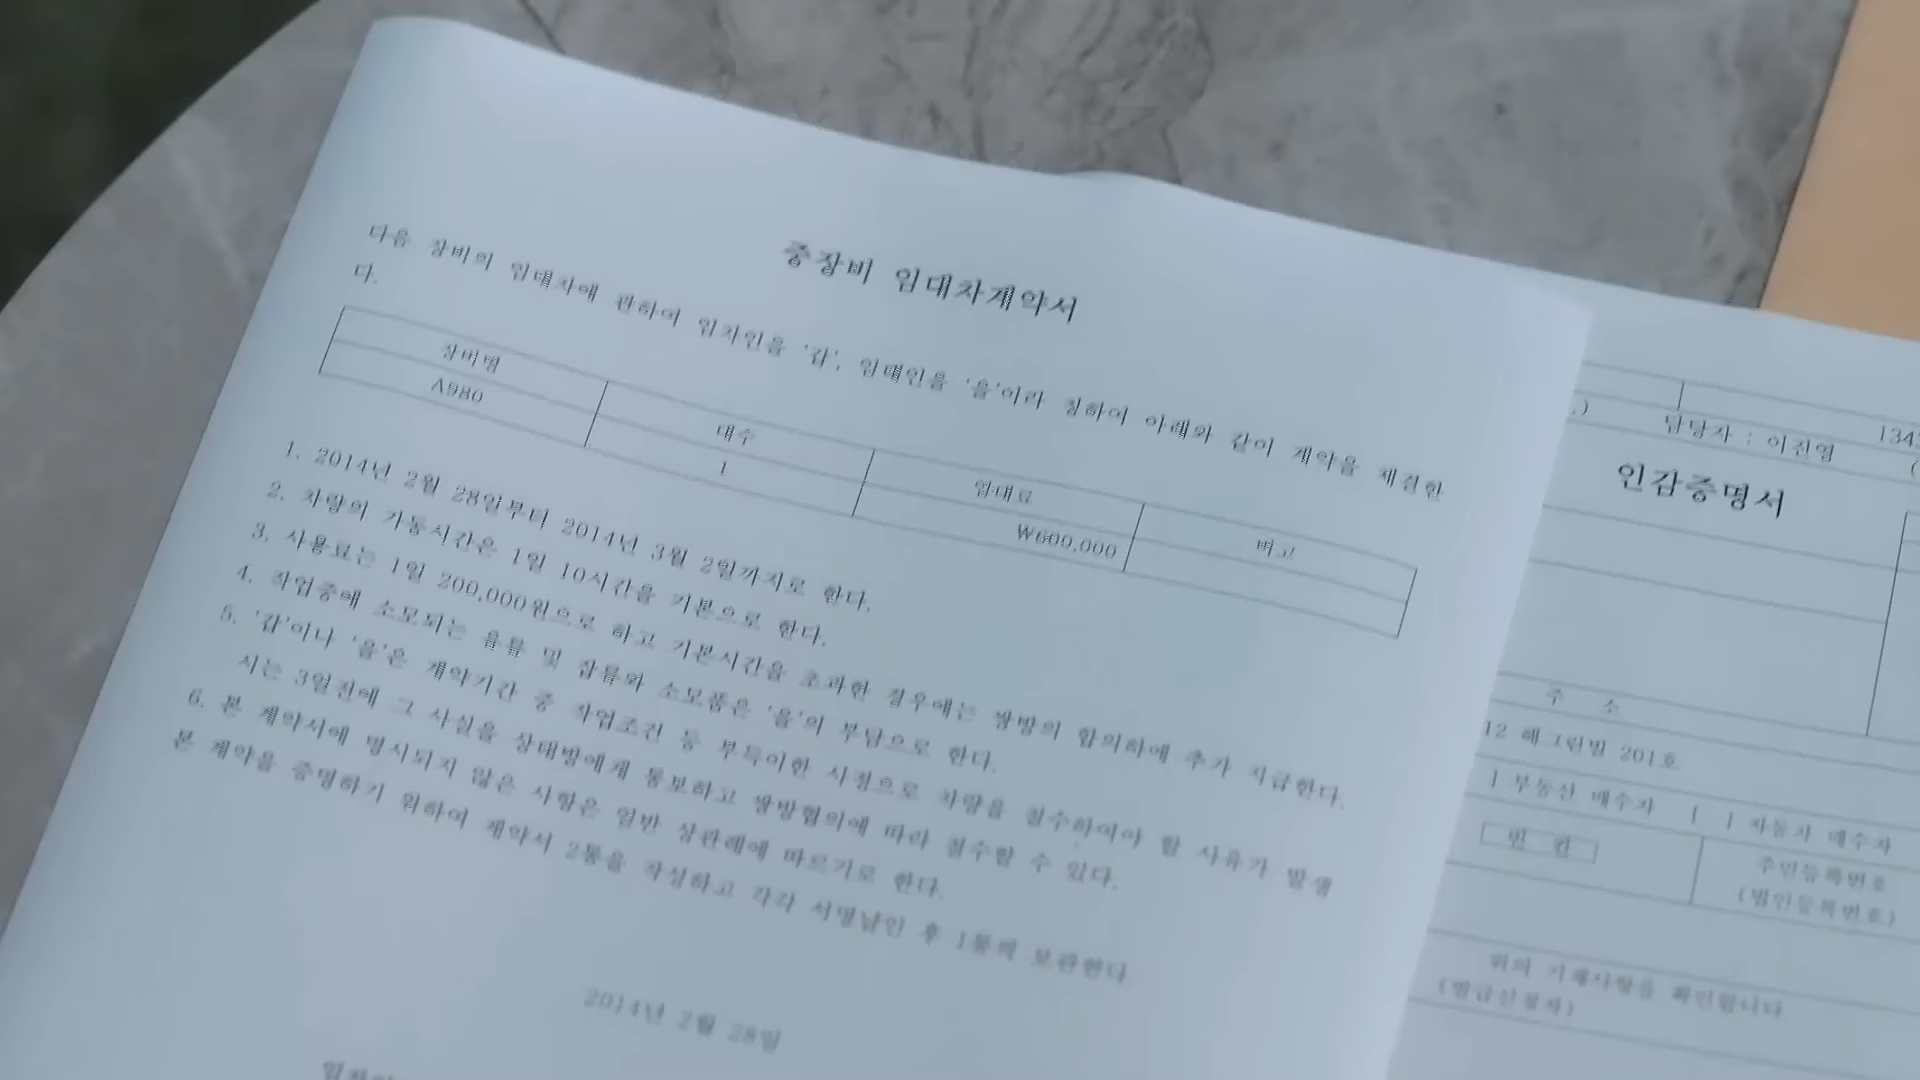 중장비 임대차계약서
다음 장비의 임대차에 관하여 임차인을 '갑', 임대인을 '을'이라 칭하여 아래와 같이 계약을 체결한
다.
장비명 대수 임대료 비고
A980 1 ₩600,000
1. 2014년 2월 28일부터 2014년 3월 2일까지로 한다.
2. 차량의 가동시간은 1일 10시간을 기본으로 한다.
3. 사용료는 1일 200,000원으로 하고 기본시간을 초과한 경우에는 쌍방의 합의하에 추가 지급한다.
4. 작업중에 소모되는 유류 및 잡류와 소모품은 '을'의 부담으로 한다.
5. '갑'이나 '을'은 계약기간 중 작업조건 등 부득이한 사정으로 차량을 철수하여야 할 사유가 발생
시는 3일전에 그 사실을 상대방에게 통보하고 쌍방협의에 따라 철수할 수 있다.
6. 본 계약서에 명시되지 않은 사항은 일반 상관례에 따르기로 한다.
본 계약을 증명하기 위하여 계약서 2통을 작성하고 각각 서명날인 후 1통씩 보관한다.
2014년 2월 28일
담당자 : 이진영
인감증명서
주 소
12 해그린빌 201호
] 부동산 매수자 [ ] 자동차 매수자
빈 칸
주민등록번호
(법인등록번호)
위의 기재사항을 확인합니다
(발급신청자)